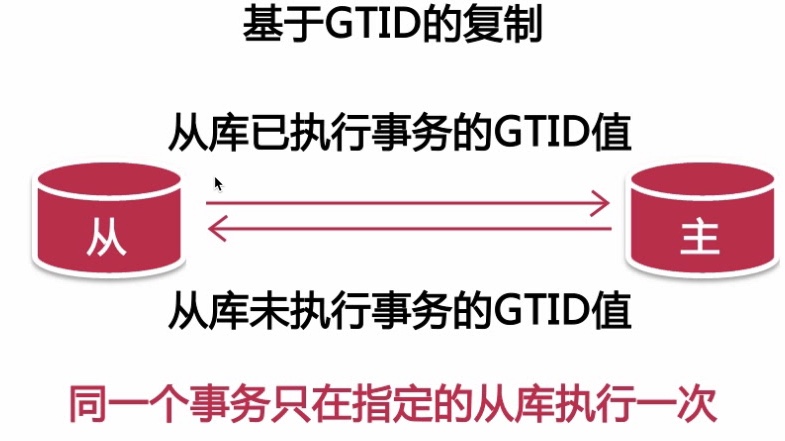 基于GTID的复制
从库已执行事务的GTID值
从
主
从库未执行事务的GTID值
同一个事务只在指定的从库执行一次